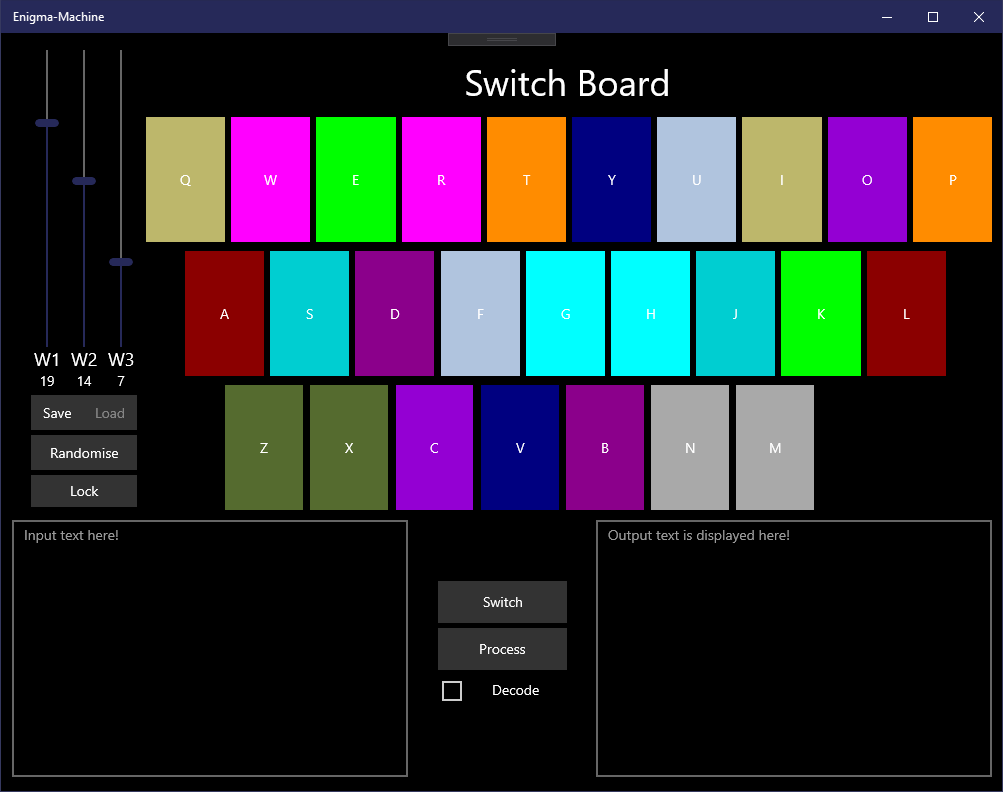 Enigma-Machine
Switch Board
Q W E R T Y U I O P
A S D F G H J K L
Z X C V B N M
W1 W2 W3
19 14 7
Save Load
Randomise
Lock
Input text here!
Switch
Process
Decode
Output text is displayed here!